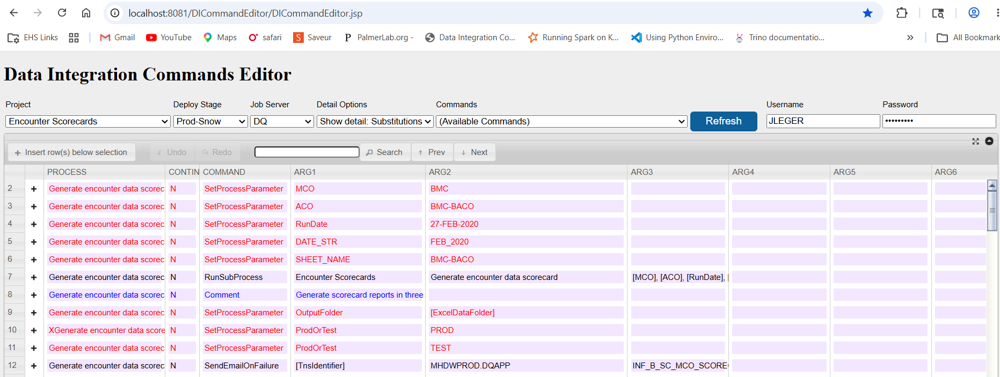 localhost:8081/DICommandEditor/DICommandEditor.jsp
EHS Links Gmail YouTube Maps safari Saveur PalmerLab.org - Data Integration Co... Running Spark on K... Using Python Enviro... Trino documentatio... » All Bookmark
Data Integration Commands Editor
Project Deploy Stage Job Server Detail Options Commands Username Password
Encounter Scorecards Prod-Snow DQ Show detail: Substitutions (Available Commands) Refresh JLEGER •••••••••
+ Insert row(s) below selection Undo Redo Search Prev Next
PROCESS CONTIN COMMAND ARG1 ARG2 ARG3 ARG4 ARG5 ARG6
2 + Generate encounter data scorec N SetProcessParameter MCO BMC
3 + Generate encounter data scorec N SetProcessParameter ACO BMC-BACO
4 + Generate encounter data scorec N SetProcessParameter RunDate 27-FEB-2020
5 + Generate encounter data scorec N SetProcessParameter DATE_STR FEB_2020
6 + Generate encounter data scorec N SetProcessParameter SHEET_NAME BMC-BACO
7 + Generate encounter data scorec N RunSubProcess Encounter Scorecards Generate encounter data scorecard [MCO], [ACO], [RunDate], [
8 + Generate encounter data scorec N Comment Generate scorecard reports in three
9 + Generate encounter data scorec N SetProcessParameter OutputFolder [ExcelDataFolder]
10 + XGenerate encounter data score N SetProcessParameter ProdOrTest PROD
11 + Generate encounter data scorec N SetProcessParameter ProdOrTest TEST
12 + Generate encounter data scorec N SendEmailOnFailure [TnsIdentifier] MHDWPROD.DQAPP INF_B_SC_MCO_SCORE